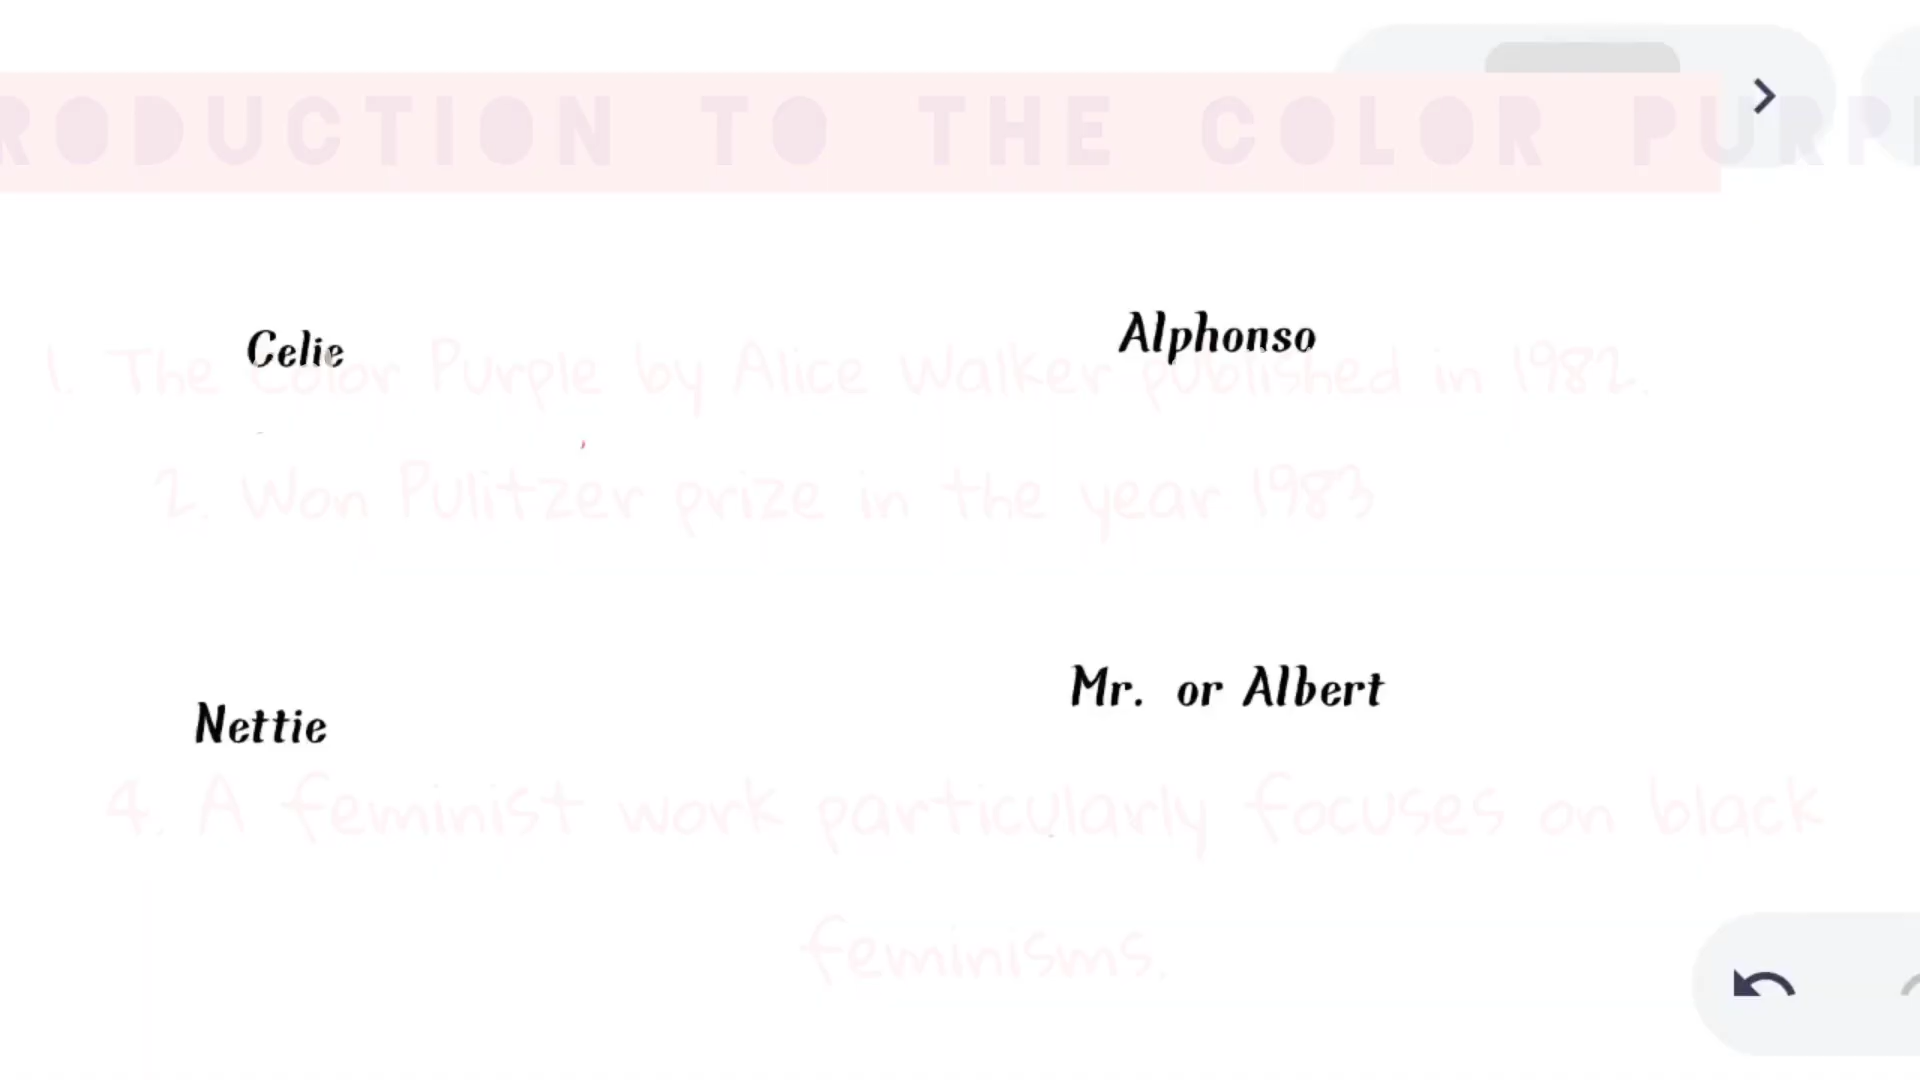 RODUCTION TO THE COLOR PURPL
Celie
Alphonso
1. The Color Purple by Alice Walker published in 1982.
2. Won Pulitzer prize in the year 1983
Nettie
Mr. or Albert
4. A feminist work particularly focuses on black
feminisms.